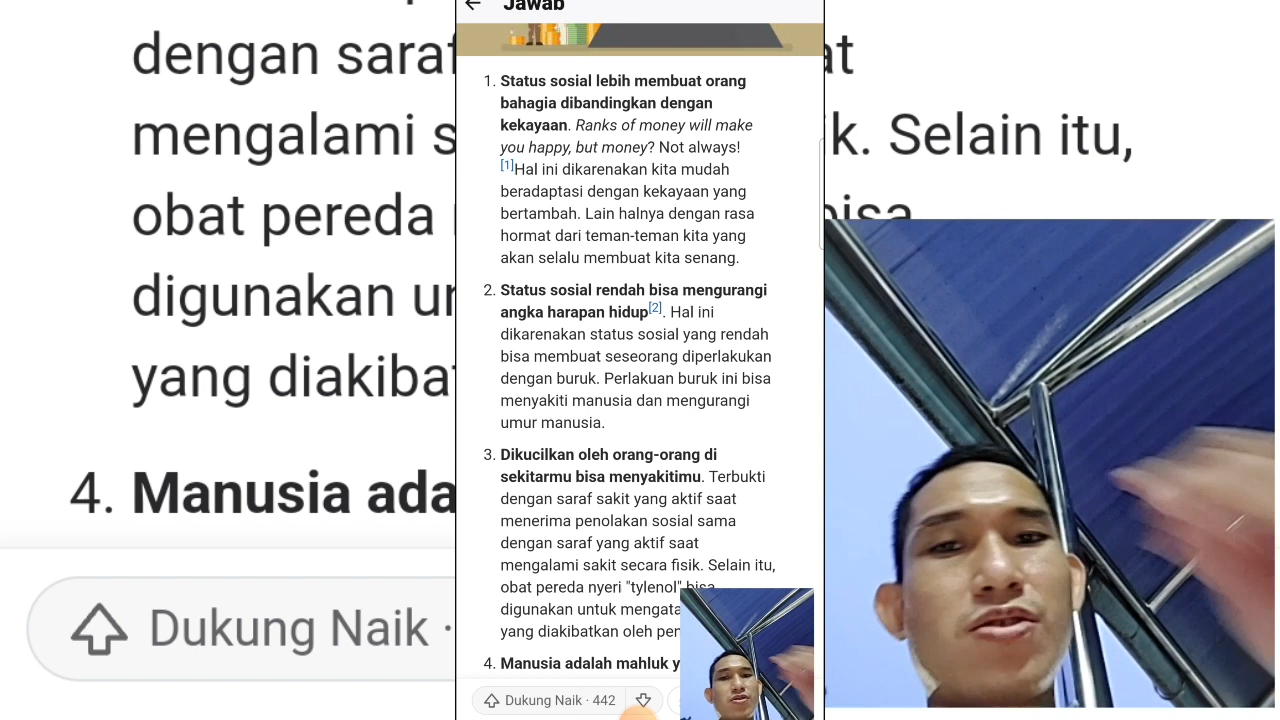 Jawab
1. Status sosial lebih membuat orang
bahagia dibandingkan dengan
kekayaan. Ranks of money will make
you happy, but money? Not always!
[1]Hal ini dikarenakan kita mudah
beradaptasi dengan kekayaan yang
bertambah. Lain halnya dengan rasa
hormat dari teman-teman kita yang
akan selalu membuat kita senang.
2. Status sosial rendah bisa mengurangi
angka harapan hidup[2]. Hal ini
dikarenakan status sosial yang rendah
bisa membuat seseorang diperlakukan
dengan buruk. Perlakuan buruk ini bisa
menyakiti manusia dan mengurangi
umur manusia.
3. Dikucilkan oleh orang-orang di
sekitarmu bisa menyakitimu. Terbukti
dengan saraf sakit yang aktif saat
menerima penolakan sosial sama
dengan saraf yang aktif saat
mengalami sakit secara fisik. Selain itu,
obat pereda nyeri "tylenol" bisa
digunakan untuk
yang diakibatkan oleh
4. Manusia adalah mahluk
Dukung Naik · 442
dengan
mengalami
k. Selain itu,
obat pereda
bisa
digunakan
yang
4. Manusia
Dukung Naik ·